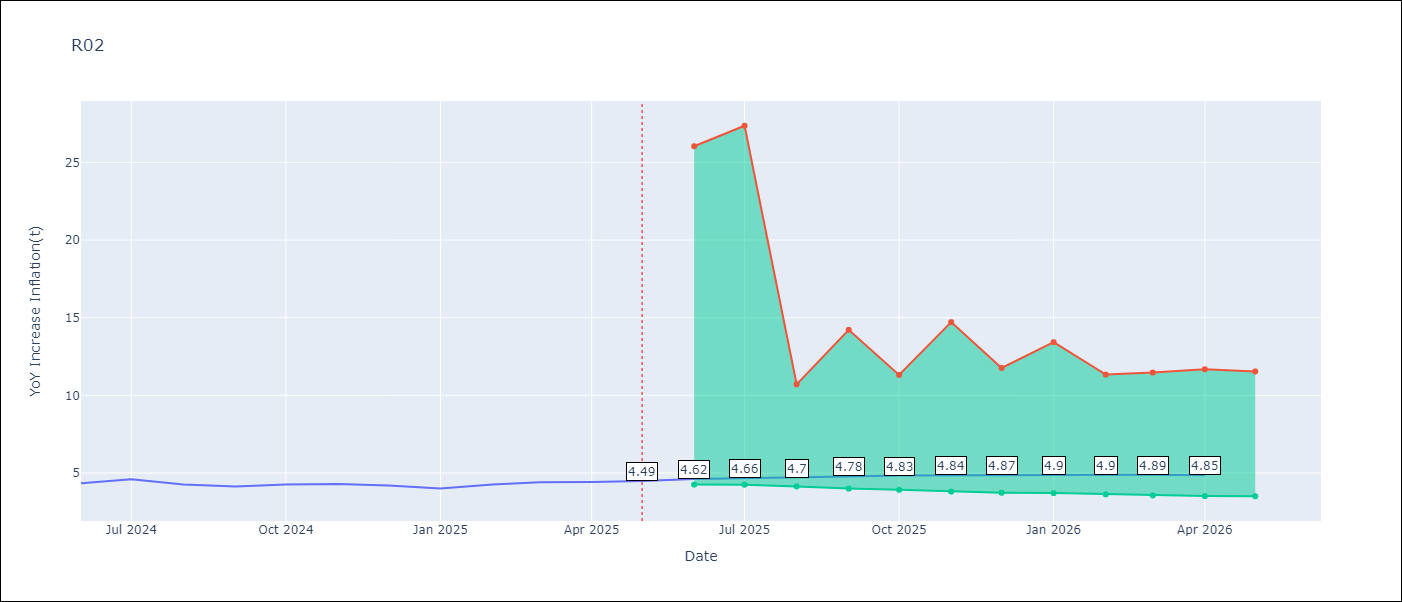 R02
YoY Increase Inflation(t)
25
20
15
10
5
4.49 4.62 4.66 4.7 4.78 4.83 4.84 4.87 4.9 4.9 4.89 4.85
Jul 2024 Oct 2024 Jan 2025 Apr 2025 Jul 2025 Oct 2025 Jan 2026 Apr 2026
Date